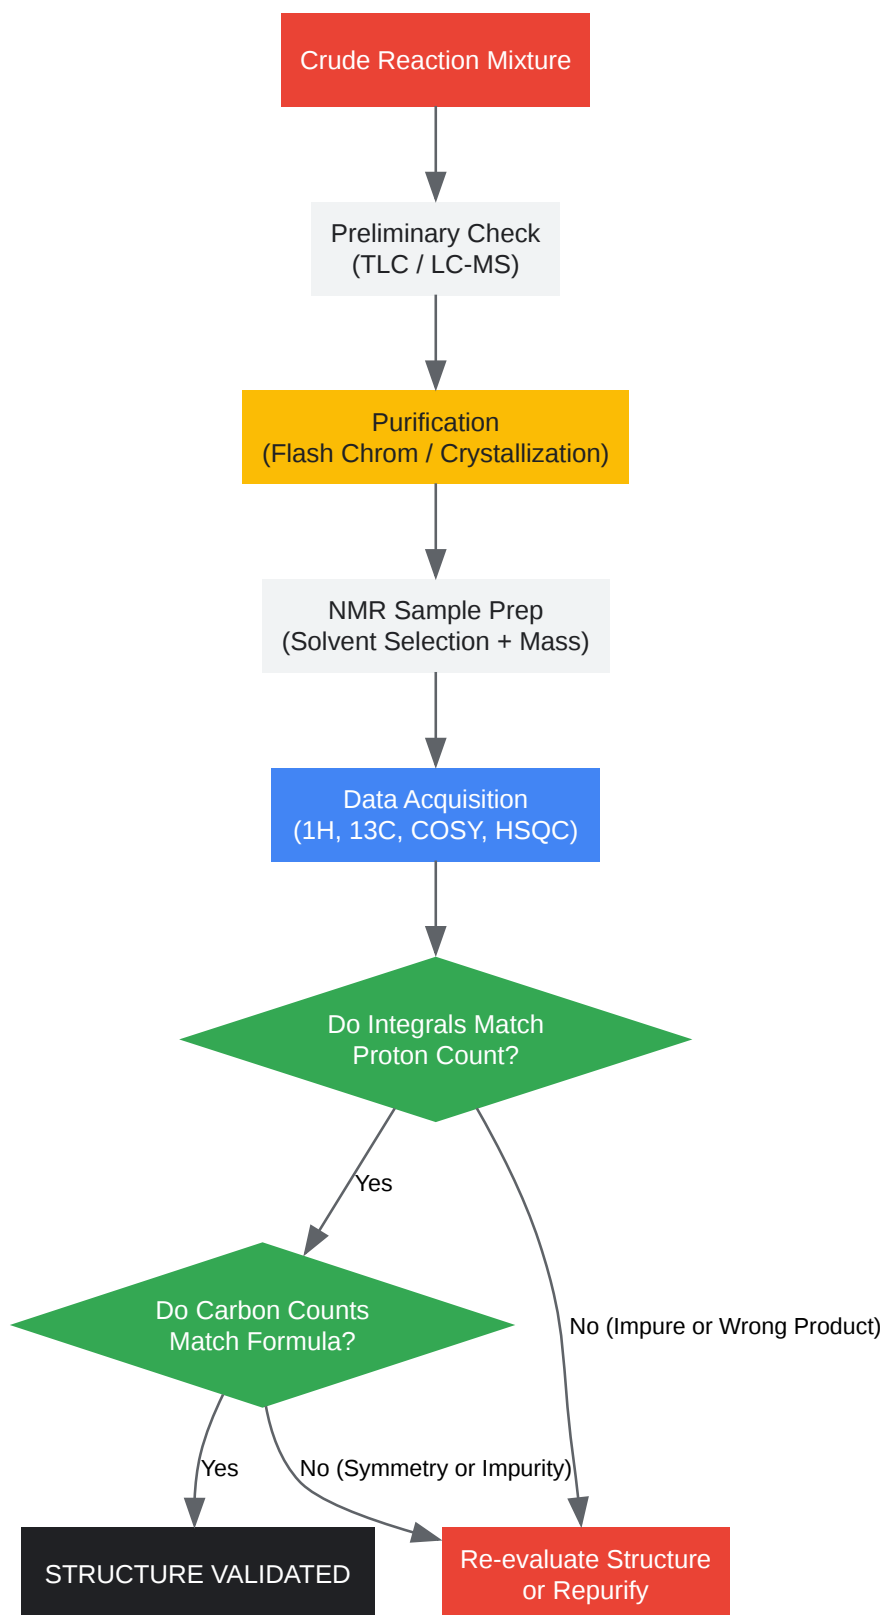 Crude Reaction Mixture
Preliminary Check
(TLC / LC-MS)
Purification
(Flash Chrom / Crystallization)
NMR Sample Prep
(Solvent Selection + Mass)
Data Acquisition
(1H, 13C, COSY, HSQC)
Do Integrals Match
Proton Count?
Yes
Do Carbon Counts
Match Formula?
No (Impure or Wrong Product)
Yes
No (Symmetry or Impurity)
STRUCTURE VALIDATED
Re-evaluate Structure
or Repurify